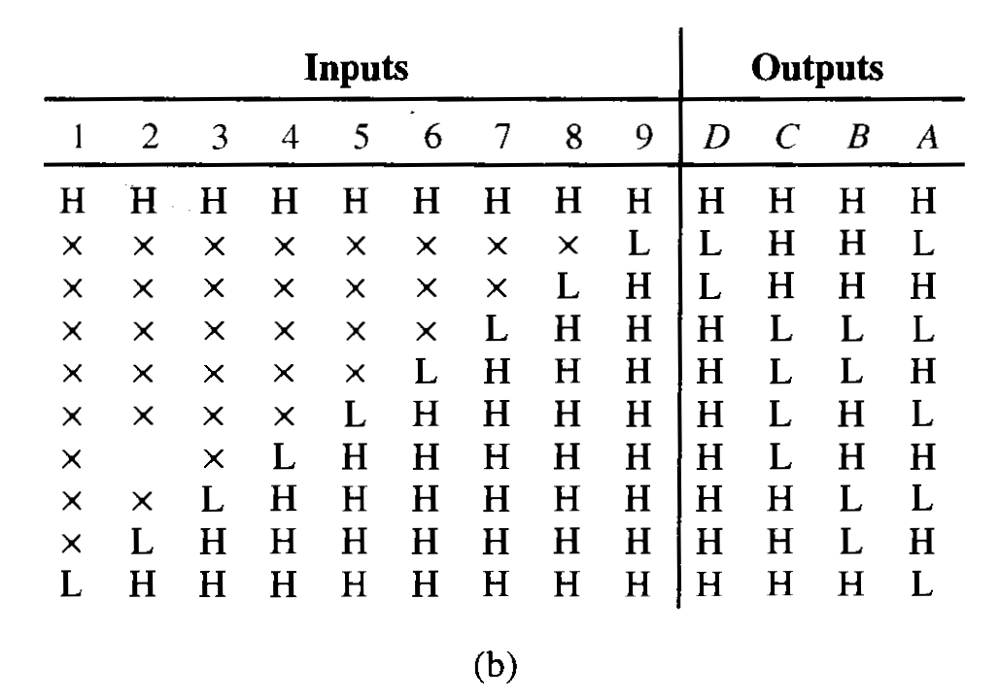 Inputs Outputs
1 2 3 4 5 6 7 8 9 D C B A
H H H H H H H H H H H H H
× × × × × × × × L L H H L
× × × × × × × L H L H H H
× × × × × × L H H H L L L
× × × × × L H H H H L L H
× × × × L H H H H H L H L
× × L H H H H H H L H H
× × L H H H H H H H H L L
× L H H H H H H H H H L H
L H H H H H H H H H H H L
(b)